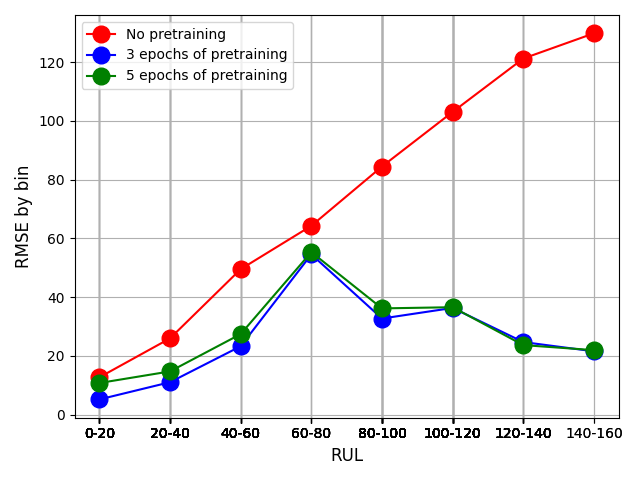 No pretraining
3 epochs of pretraining
5 epochs of pretraining
RMSE by bin
120
100
80
60
40
20
0
0-20 20-40 40-60 60-80 80-100 100-120 120-140 140-160
RUL